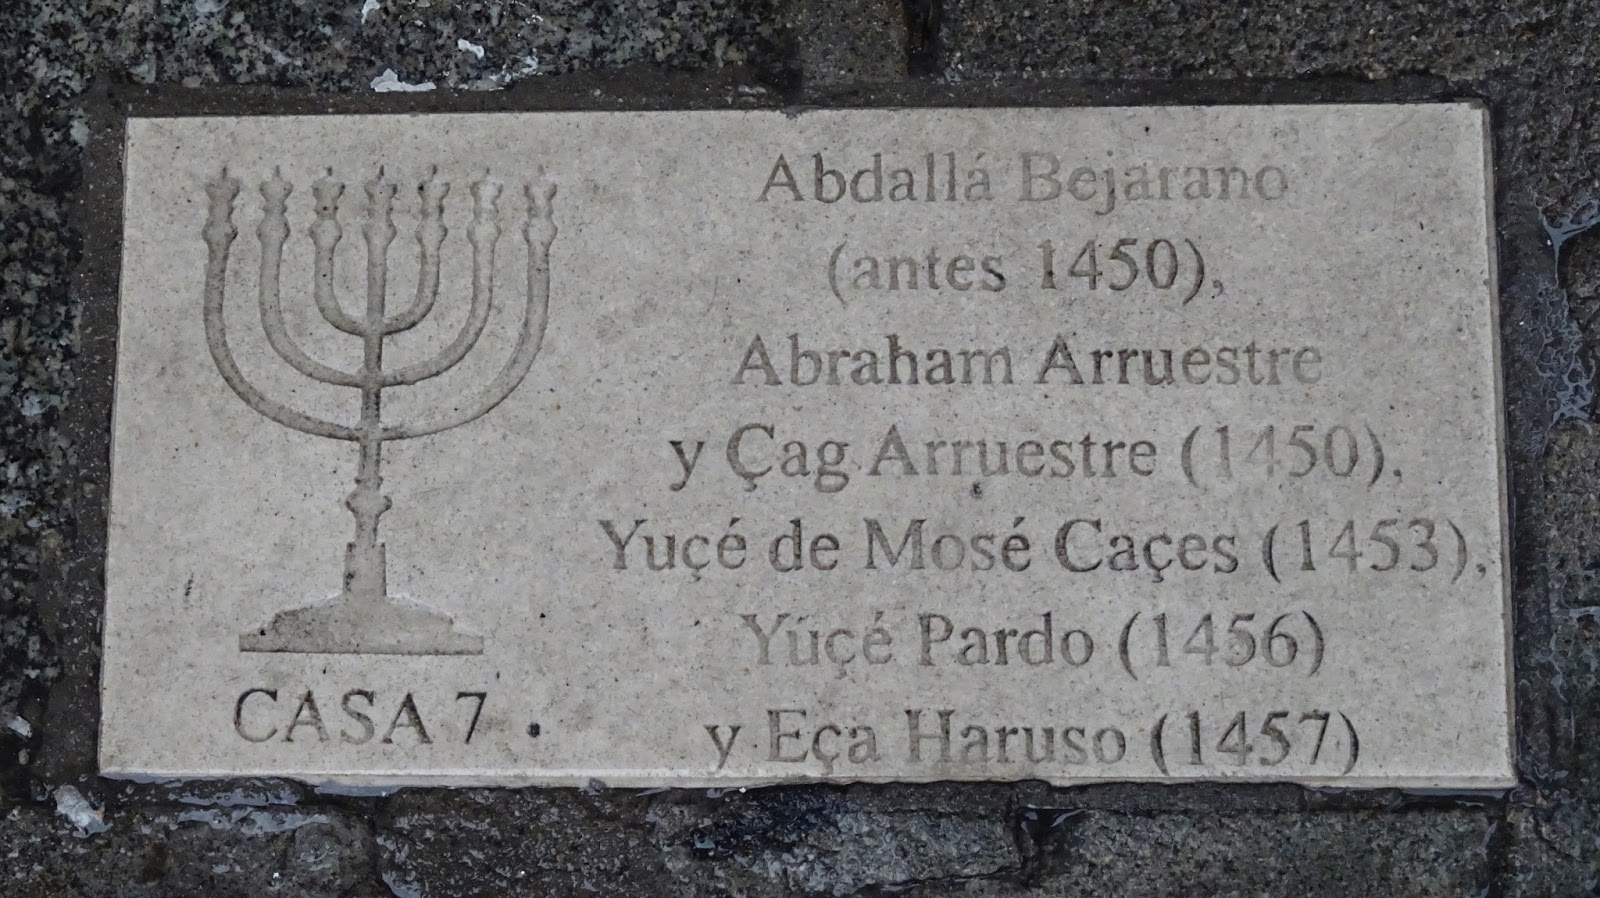 Abdallá Bejarano
(antes 1450),
Abraham Arruestre
y Çag Arruestre (1450),
Yuçé de Mosé Caçes (1453),
Yuçé Pardo (1456)
y Eça Haruso (1457)
CASA 7.